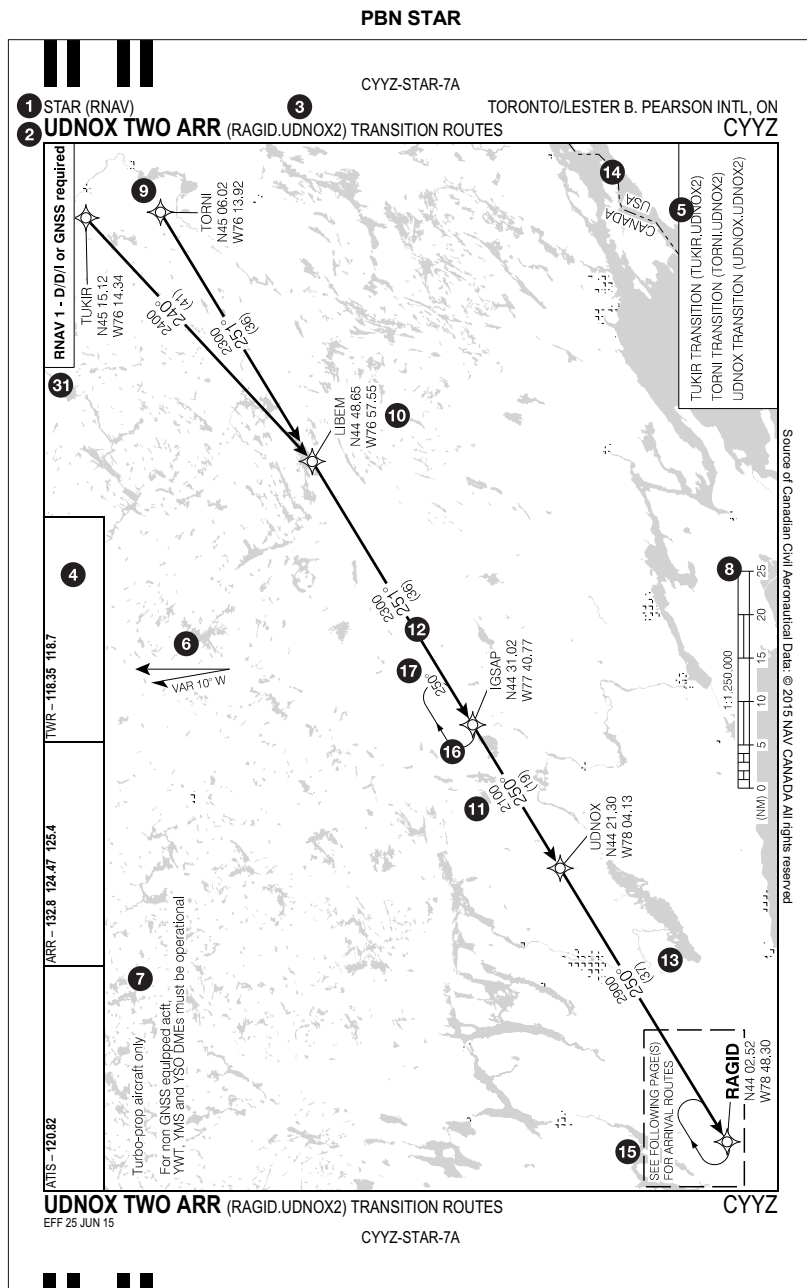 PBN STAR
CYYZ-STAR-7A
1 STAR (RNAV) 3 TORONTO/LESTER B. PEARSON INTL, ON
2 UDNOX TWO ARR (RAGID.UDNOX2) TRANSITION ROUTES CYYZ
RNAV 1 - D/D/I or GNSS required
31
9
TORNI
N45 06.02
W76 13.92
TUKIR
N45 15.12
W76 14.34
2400
240°
(41)
2300
251°
(36)
14
CANADA
USA
5
TUKIR TRANSITION (TUKIR.UDNOX2)
TORNI TRANSITION (TORNI.UDNOX2)
UDNOX TRANSITION (UDNOX.UDNOX2)
LIBEM
N44 48.65
W76 57.55
10
4
TWR – 118.35 118.7
6
VAR 10° W
2300
251°
(36)
12
17
250°
16
IGSAP
N44 31.02
W77 40.77
8
1:1,250,000
(NM) 0 5 10 15 20 25
2100
250°
(19)
11
UDNOX
N44 21.30
W78 04.13
ARR – 132.8 124.47 125.4
7
Turbo-prop aircraft only
For non GNSS equipped acft,
YWT, YMS and YSO DMEs must be operational
ATIS – 120.82
2900
250°
(37)
13
15
SEE FOLLOWING PAGE(S)
FOR ARRIVAL ROUTES
RAGID
N44 02.52
W78 48.30
Source of Canadian Civil Aeronautical Data: © 2015 NAV CANADA All rights reserved
UDNOX TWO ARR (RAGID.UDNOX2) TRANSITION ROUTES CYYZ
EFF 25 JUN 15
CYYZ-STAR-7A